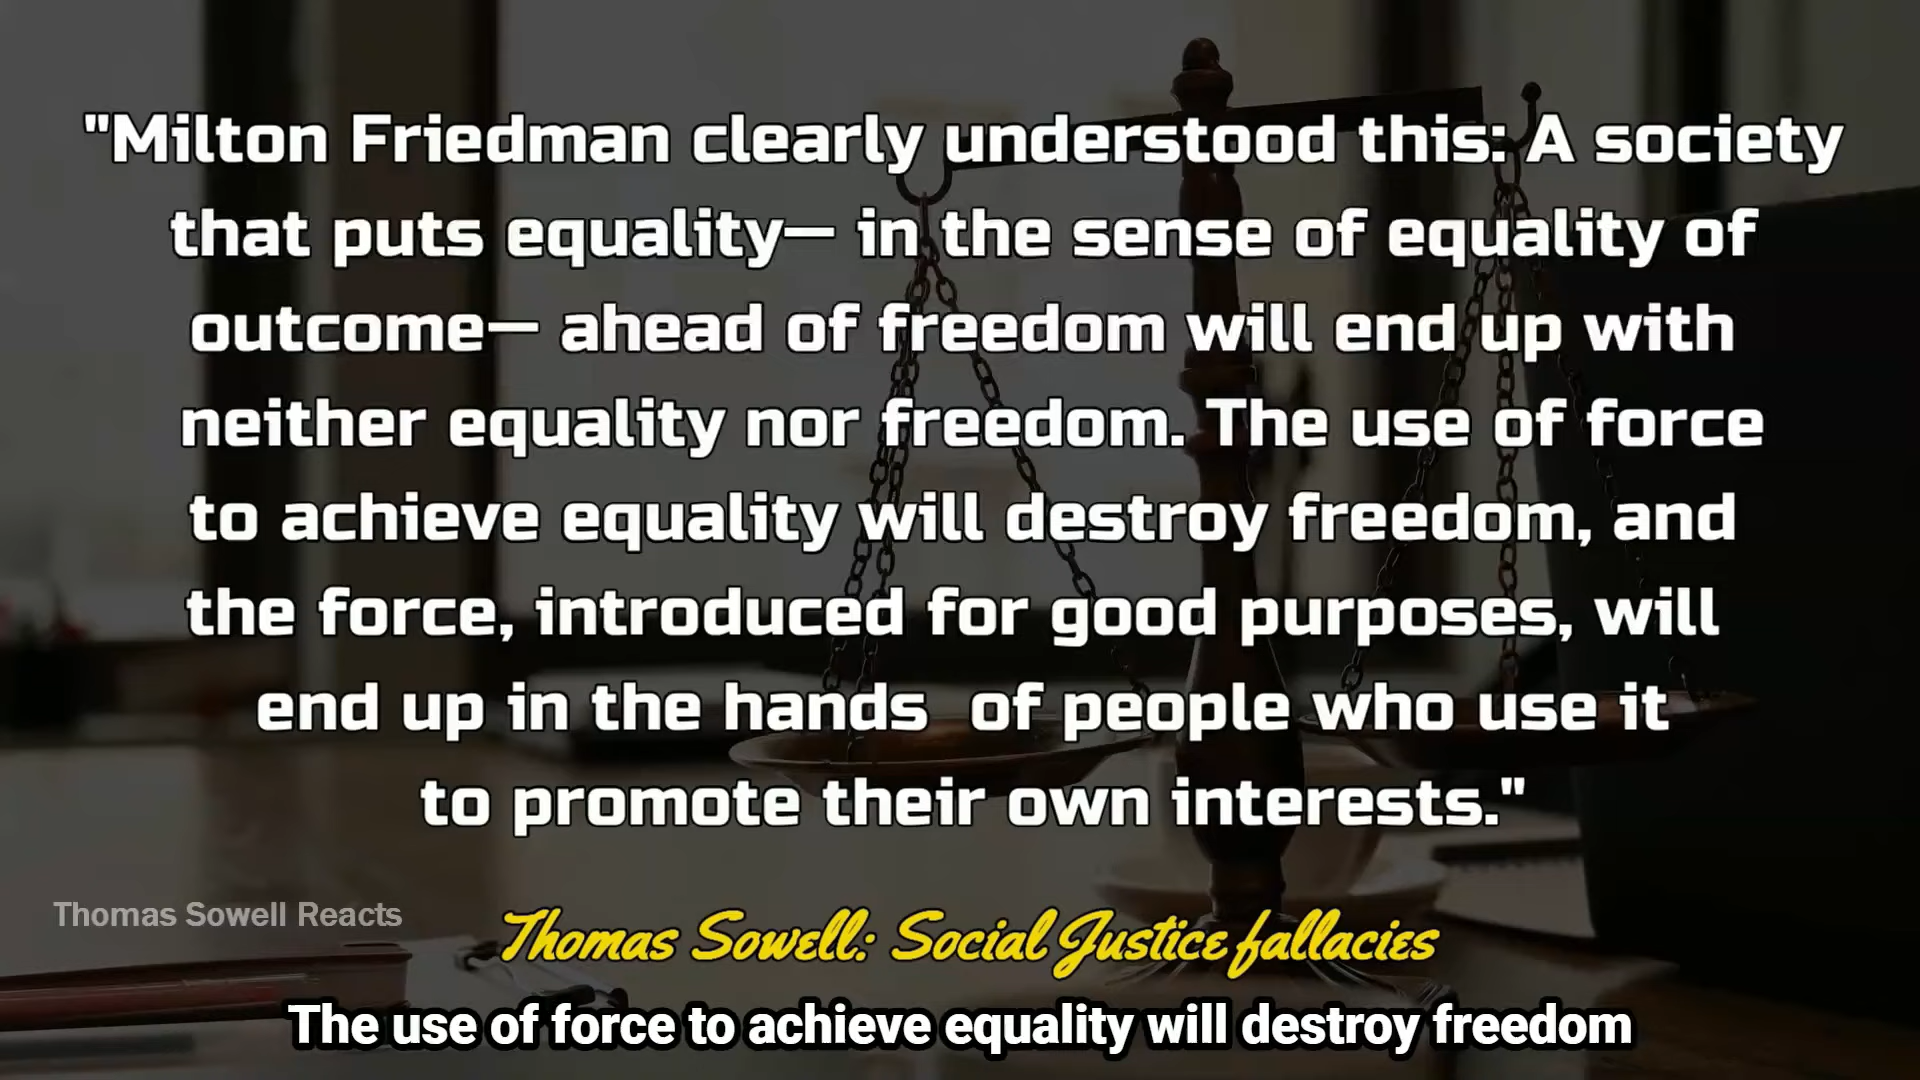 "Milton Friedman clearly understood this: A society
that puts equality— in the sense of equality of
outcome— ahead of freedom will end up with
neither equality nor freedom. The use of force
to achieve equality will destroy freedom, and
the force, introduced for good purposes, will
end up in the hands  of people who use it
to promote their own interests."
Thomas Sowell Reacts
Thomas Sowell: Social Justice fallacies
The use of force to achieve equality will destroy freedom